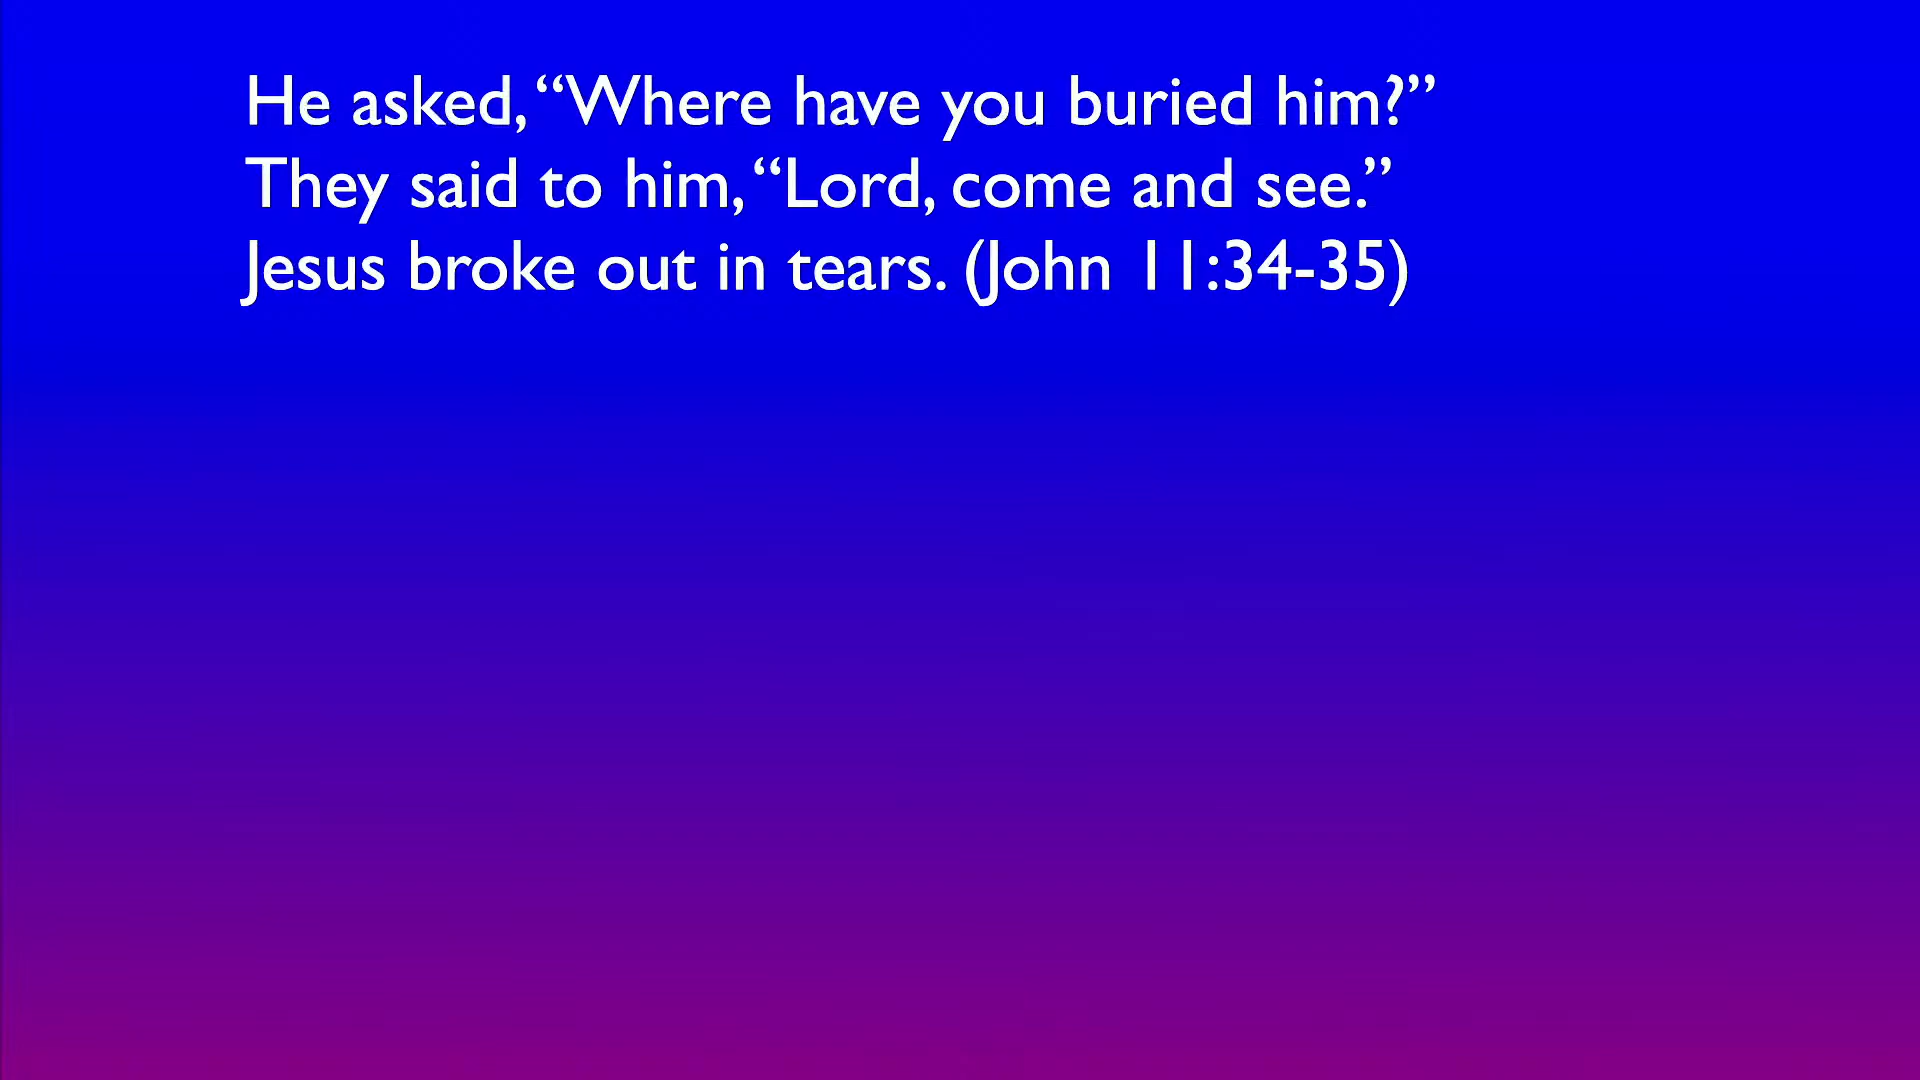 He asked, “Where have you buried him?”
They said to him, “Lord, come and see.”
Jesus broke out in tears. (John 11:34-35)